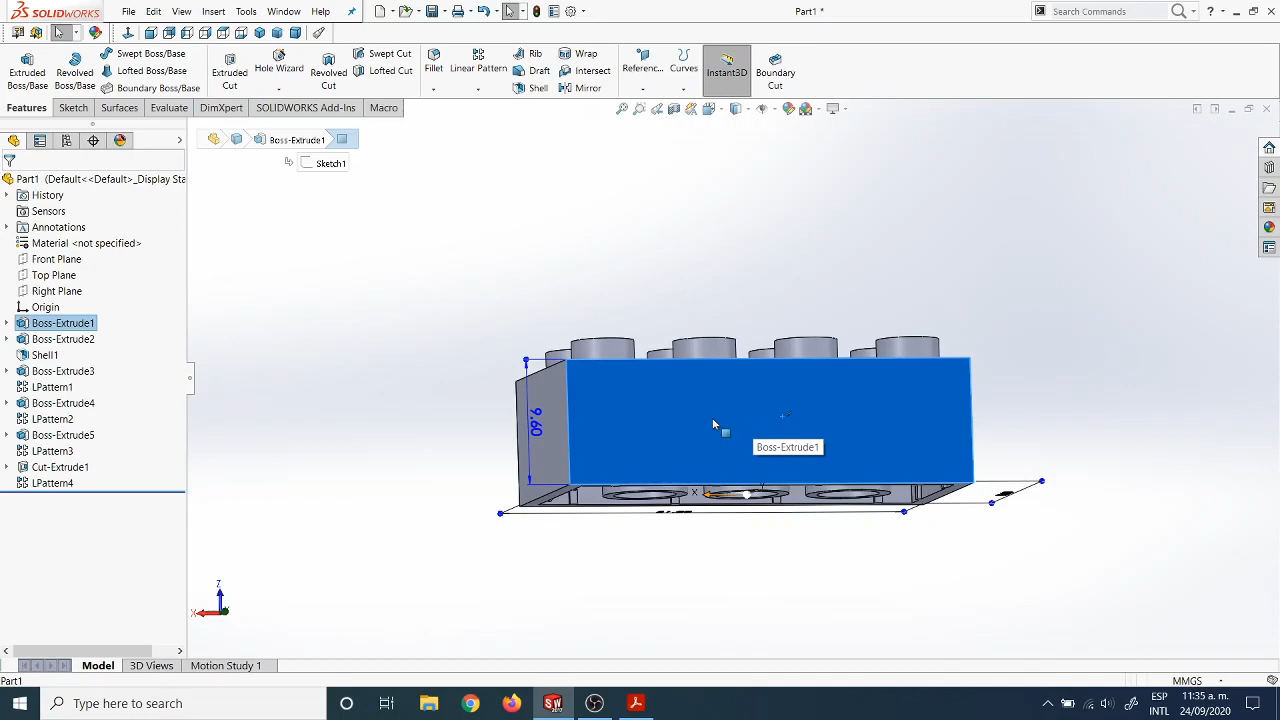 SOLIDWORKS File Edit View Insert Tools Window Help Part1 * Search Commands ?
Extruded Boss/Base
Revolved Boss/Base
Swept Boss/Base
Lofted Boss/Base
Boundary Boss/Base
Extruded Cut
Hole Wizard
Revolved Cut
Swept Cut
Lofted Cut
Fillet
Linear Pattern
Rib
Draft
Shell
Wrap
Intersect
Mirror
Referenc...
Curves
Instant3D
Boundary Cut
Features Sketch Surfaces Evaluate DimXpert SOLIDWORKS Add-Ins Macro
Boss-Extrude1
Sketch1
Part1 (Default<<Default>_Display Sta
History
Sensors
Annotations
Material <not specified>
Front Plane
Top Plane
Right Plane
Origin
Boss-Extrude1
Boss-Extrude2
Shell1
Boss-Extrude3
LPattern1
Boss-Extrude4
LPattern2
Boss-Extrude5
LPattern3
Cut-Extrude1
LPattern4
9.60
Boss-Extrude1
X
Y
Z
X
Model 3D Views Motion Study 1
Part1 MMGS
Type here to search
SW
2017
ESP
INTL
11:35 a. m.
24/09/2020